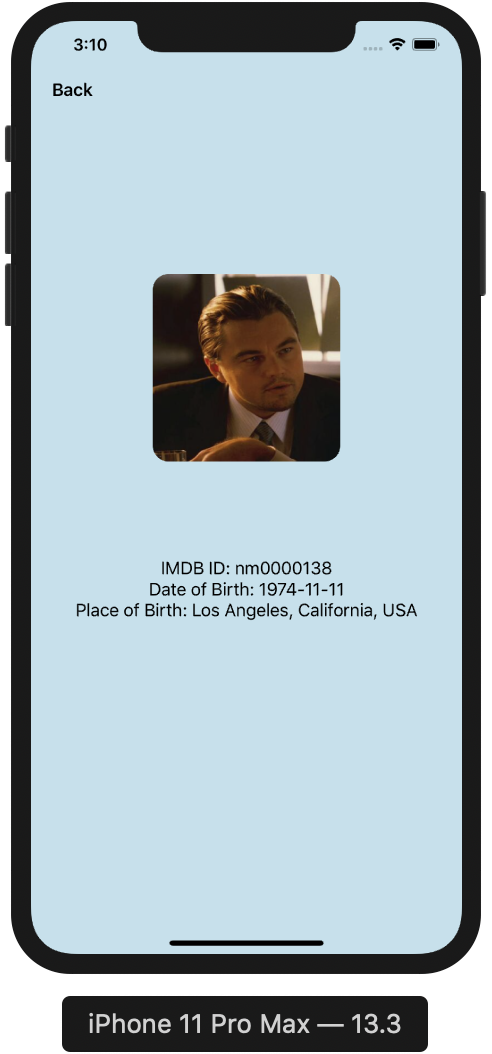 3:10
Back
IMDB ID: nm0000138
Date of Birth: 1974-11-11
Place of Birth: Los Angeles, California, USA
iPhone 11 Pro Max — 13.3